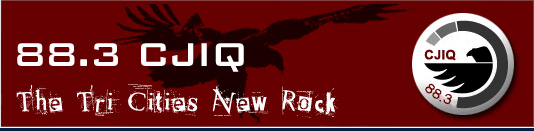 88.3 CJIQ
The Tri Cities New Rock
CJIQ
88.3